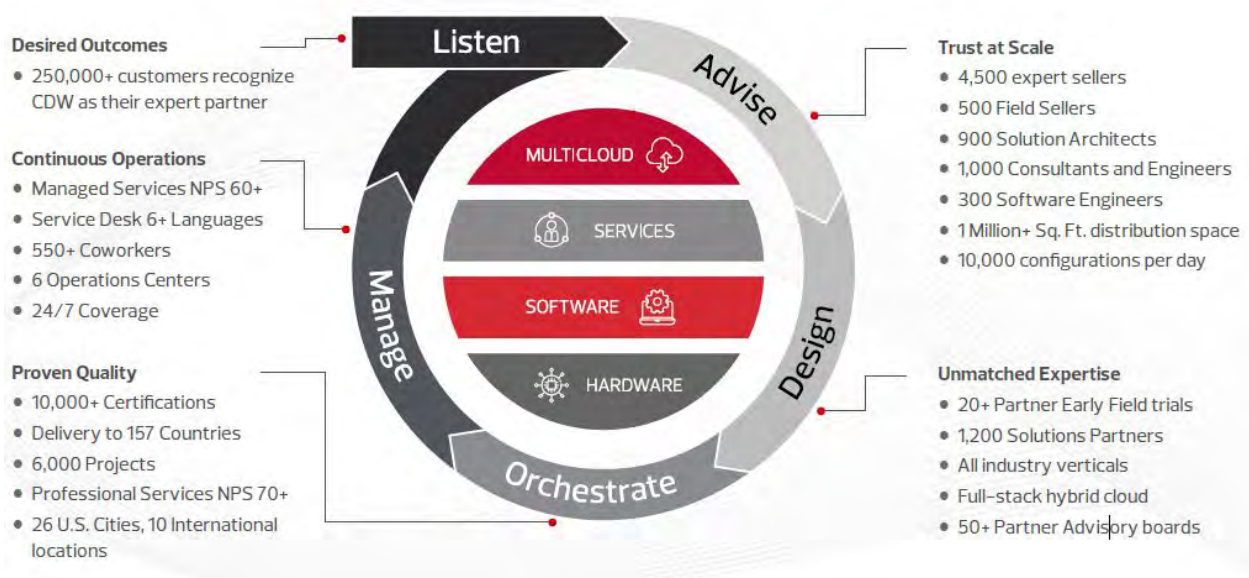 Desired Outcomes
• 250,000+ customers recognize
CDW as their expert partner
Continuous Operations
• Managed Services NPS 60+
• Service Desk 6+ Languages
• 550+ Coworkers
• 6 Operations Centers
• 24/7 Coverage
Proven Quality
• 10,000+ Certifications
• Delivery to 157 Countries
• 6,000 Projects
• Professional Services NPS 70+
• 26 U.S. Cities, 10 International
locations
Listen
Advise
Design
Orchestrate
Manage
MULTICLOUD
SERVICES
SOFTWARE
HARDWARE
Trust at Scale
• 4,500 expert sellers
• 500 Field Sellers
• 900 Solution Architects
• 1,000 Consultants and Engineers
• 300 Software Engineers
• 1 Million+ Sq. Ft. distribution space
• 10,000 configurations per day
Unmatched Expertise
• 20+ Partner Early Field trials
• 1,200 Solutions Partners
• All industry verticals
• Full-stack hybrid cloud
• 50+ Partner Advisory boards